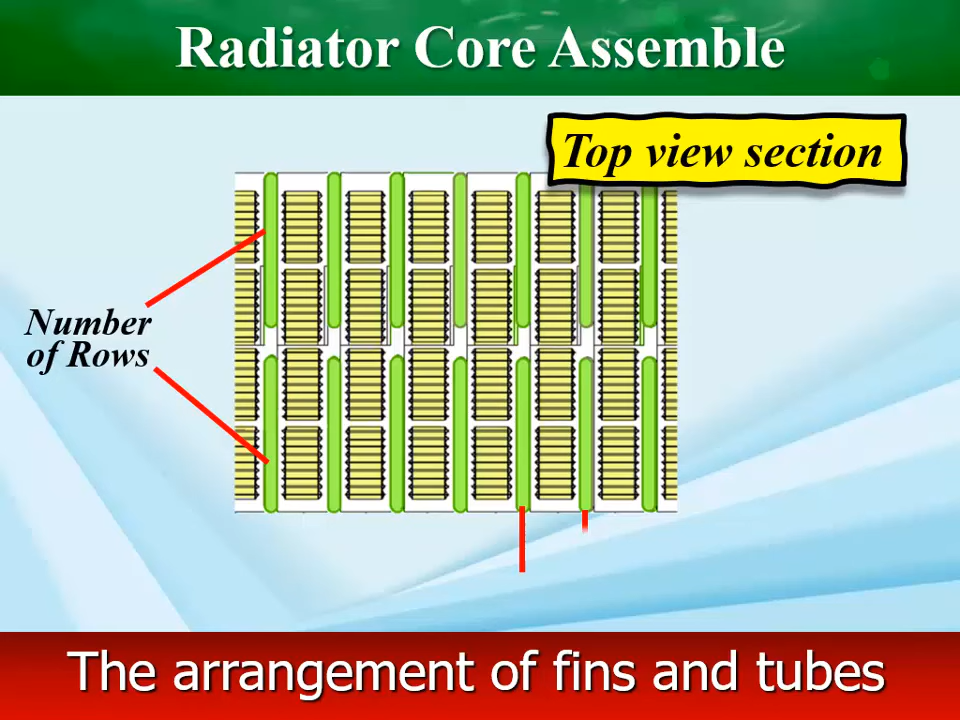 Radiator Core Assemble
Top view section
Number
of Rows
The arrangement of fins and tubes